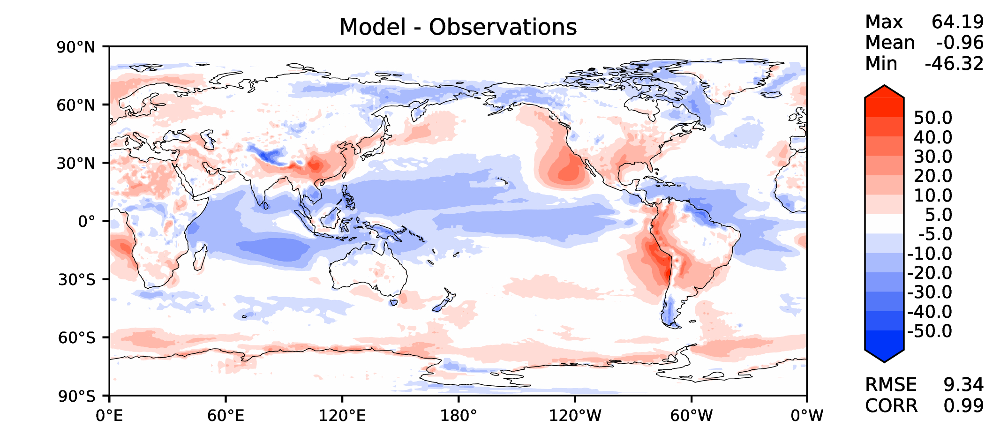 Model - Observations
Max 64.19
Mean -0.96
Min -46.32
90°N
60°N
30°N
0°
30°S
60°S
90°S
0°E 60°E 120°E 180° 120°W 60°W 0°W
50.0
40.0
30.0
20.0
10.0
5.0
-5.0
-10.0
-20.0
-30.0
-40.0
-50.0
RMSE 9.34
CORR 0.99